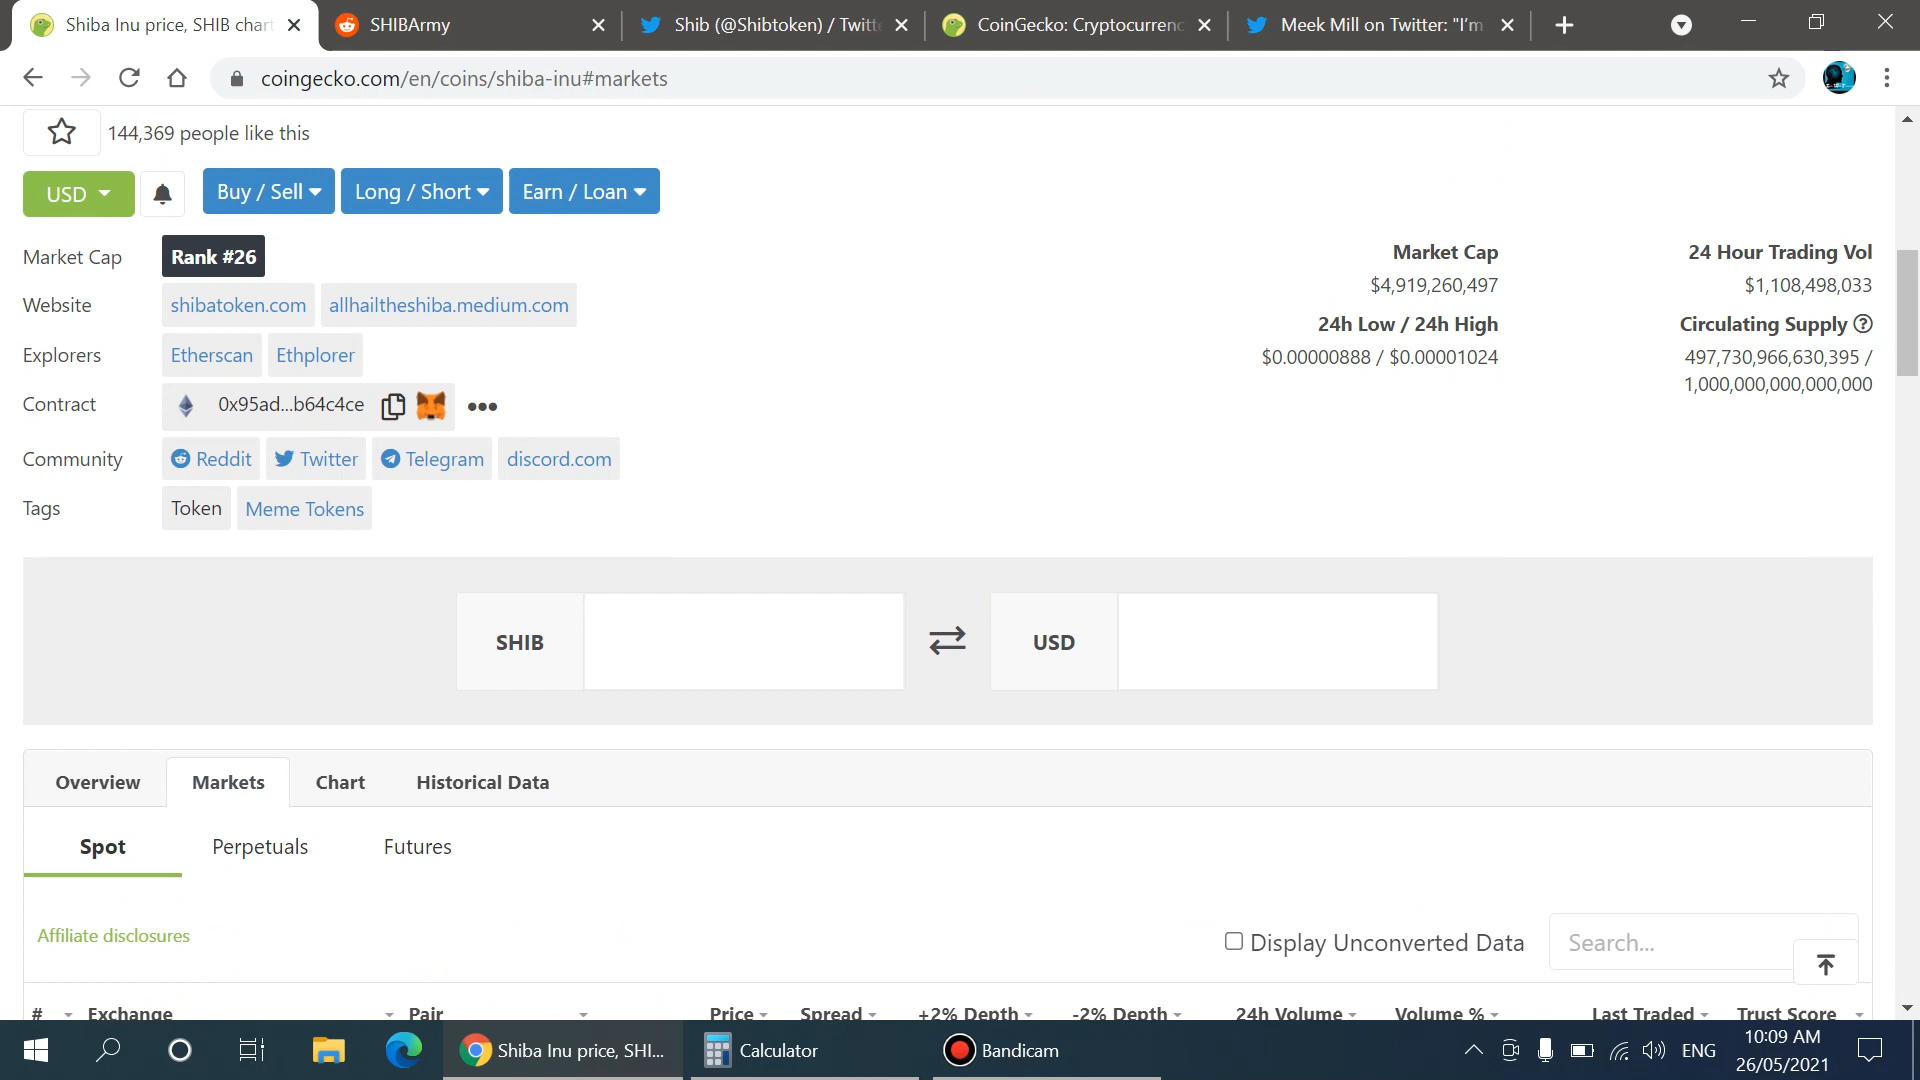 Shiba Inu price, SHIB chart
SHIBArmy
Shib (@Shibtoken) / Twitte
CoinGecko: Cryptocurrenc
Meek Mill on Twitter: "I'm
coingecko.com/en/coins/shiba-inu#markets
144,369 people like this
USD
Buy / Sell
Long / Short
Earn / Loan
Market Cap
Rank #26
Website
shibatoken.com
allhailtheshiba.medium.com
Explorers
Etherscan
Ethplorer
Contract
0x95ad...b64c4ce
Community
Reddit
Twitter
Telegram
discord.com
Tags
Token
Meme Tokens
Market Cap
$4,919,260,497
24 Hour Trading Vol
$1,108,498,033
24h Low / 24h High
$0.00000888 / $0.00001024
Circulating Supply
497,730,966,630,395 /
1,000,000,000,000,000
SHIB
USD
Overview
Markets
Chart
Historical Data
Spot
Perpetuals
Futures
Affiliate disclosures
Display Unconverted Data
Search...
#
Exchange
Pair
Price
Spread
+2% Depth
-2% Depth
24h Volume
Volume %
Last Traded
Trust Score
Shiba Inu price, SHI...
Calculator
Bandicam
ENG
10:09 AM
26/05/2021